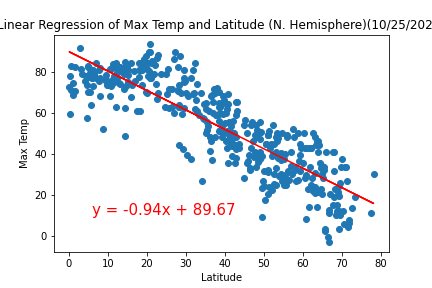 Linear Regression of Max Temp and Latitude (N. Hemisphere)(10/25/202
Max Temp
80
60
40
20
0
y = -0.94x + 89.67
0 10 20 30 40 50 60 70 80
Latitude